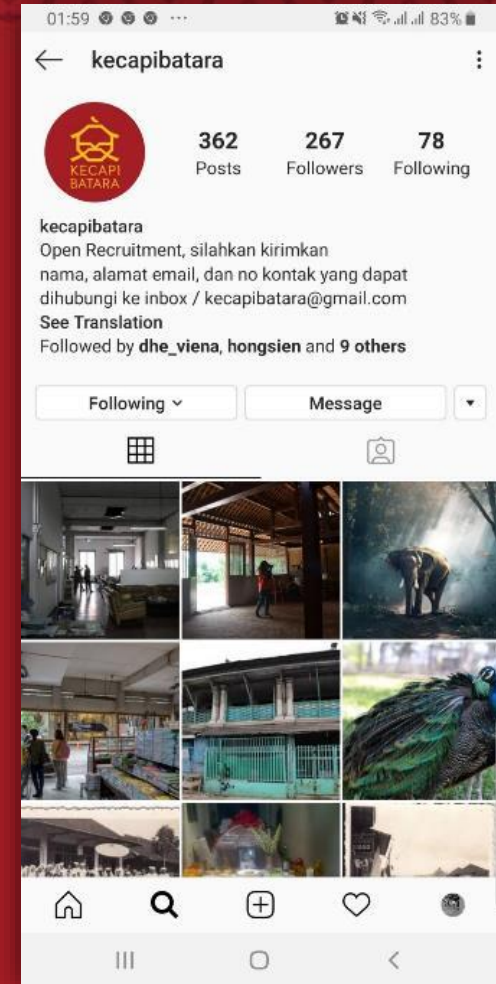 01:59 ... 83%
kecapibatara
KECAPI
BATARA
362 267 78
Posts Followers Following
kecapibatara
Open Recruitment, silahkan kirimkan
nama, alamat email, dan no kontak yang dapat
dihubungi ke inbox / kecapibatara@gmail.com
See Translation
Followed by dhe_viena, hongsien and 9 others
Following Message